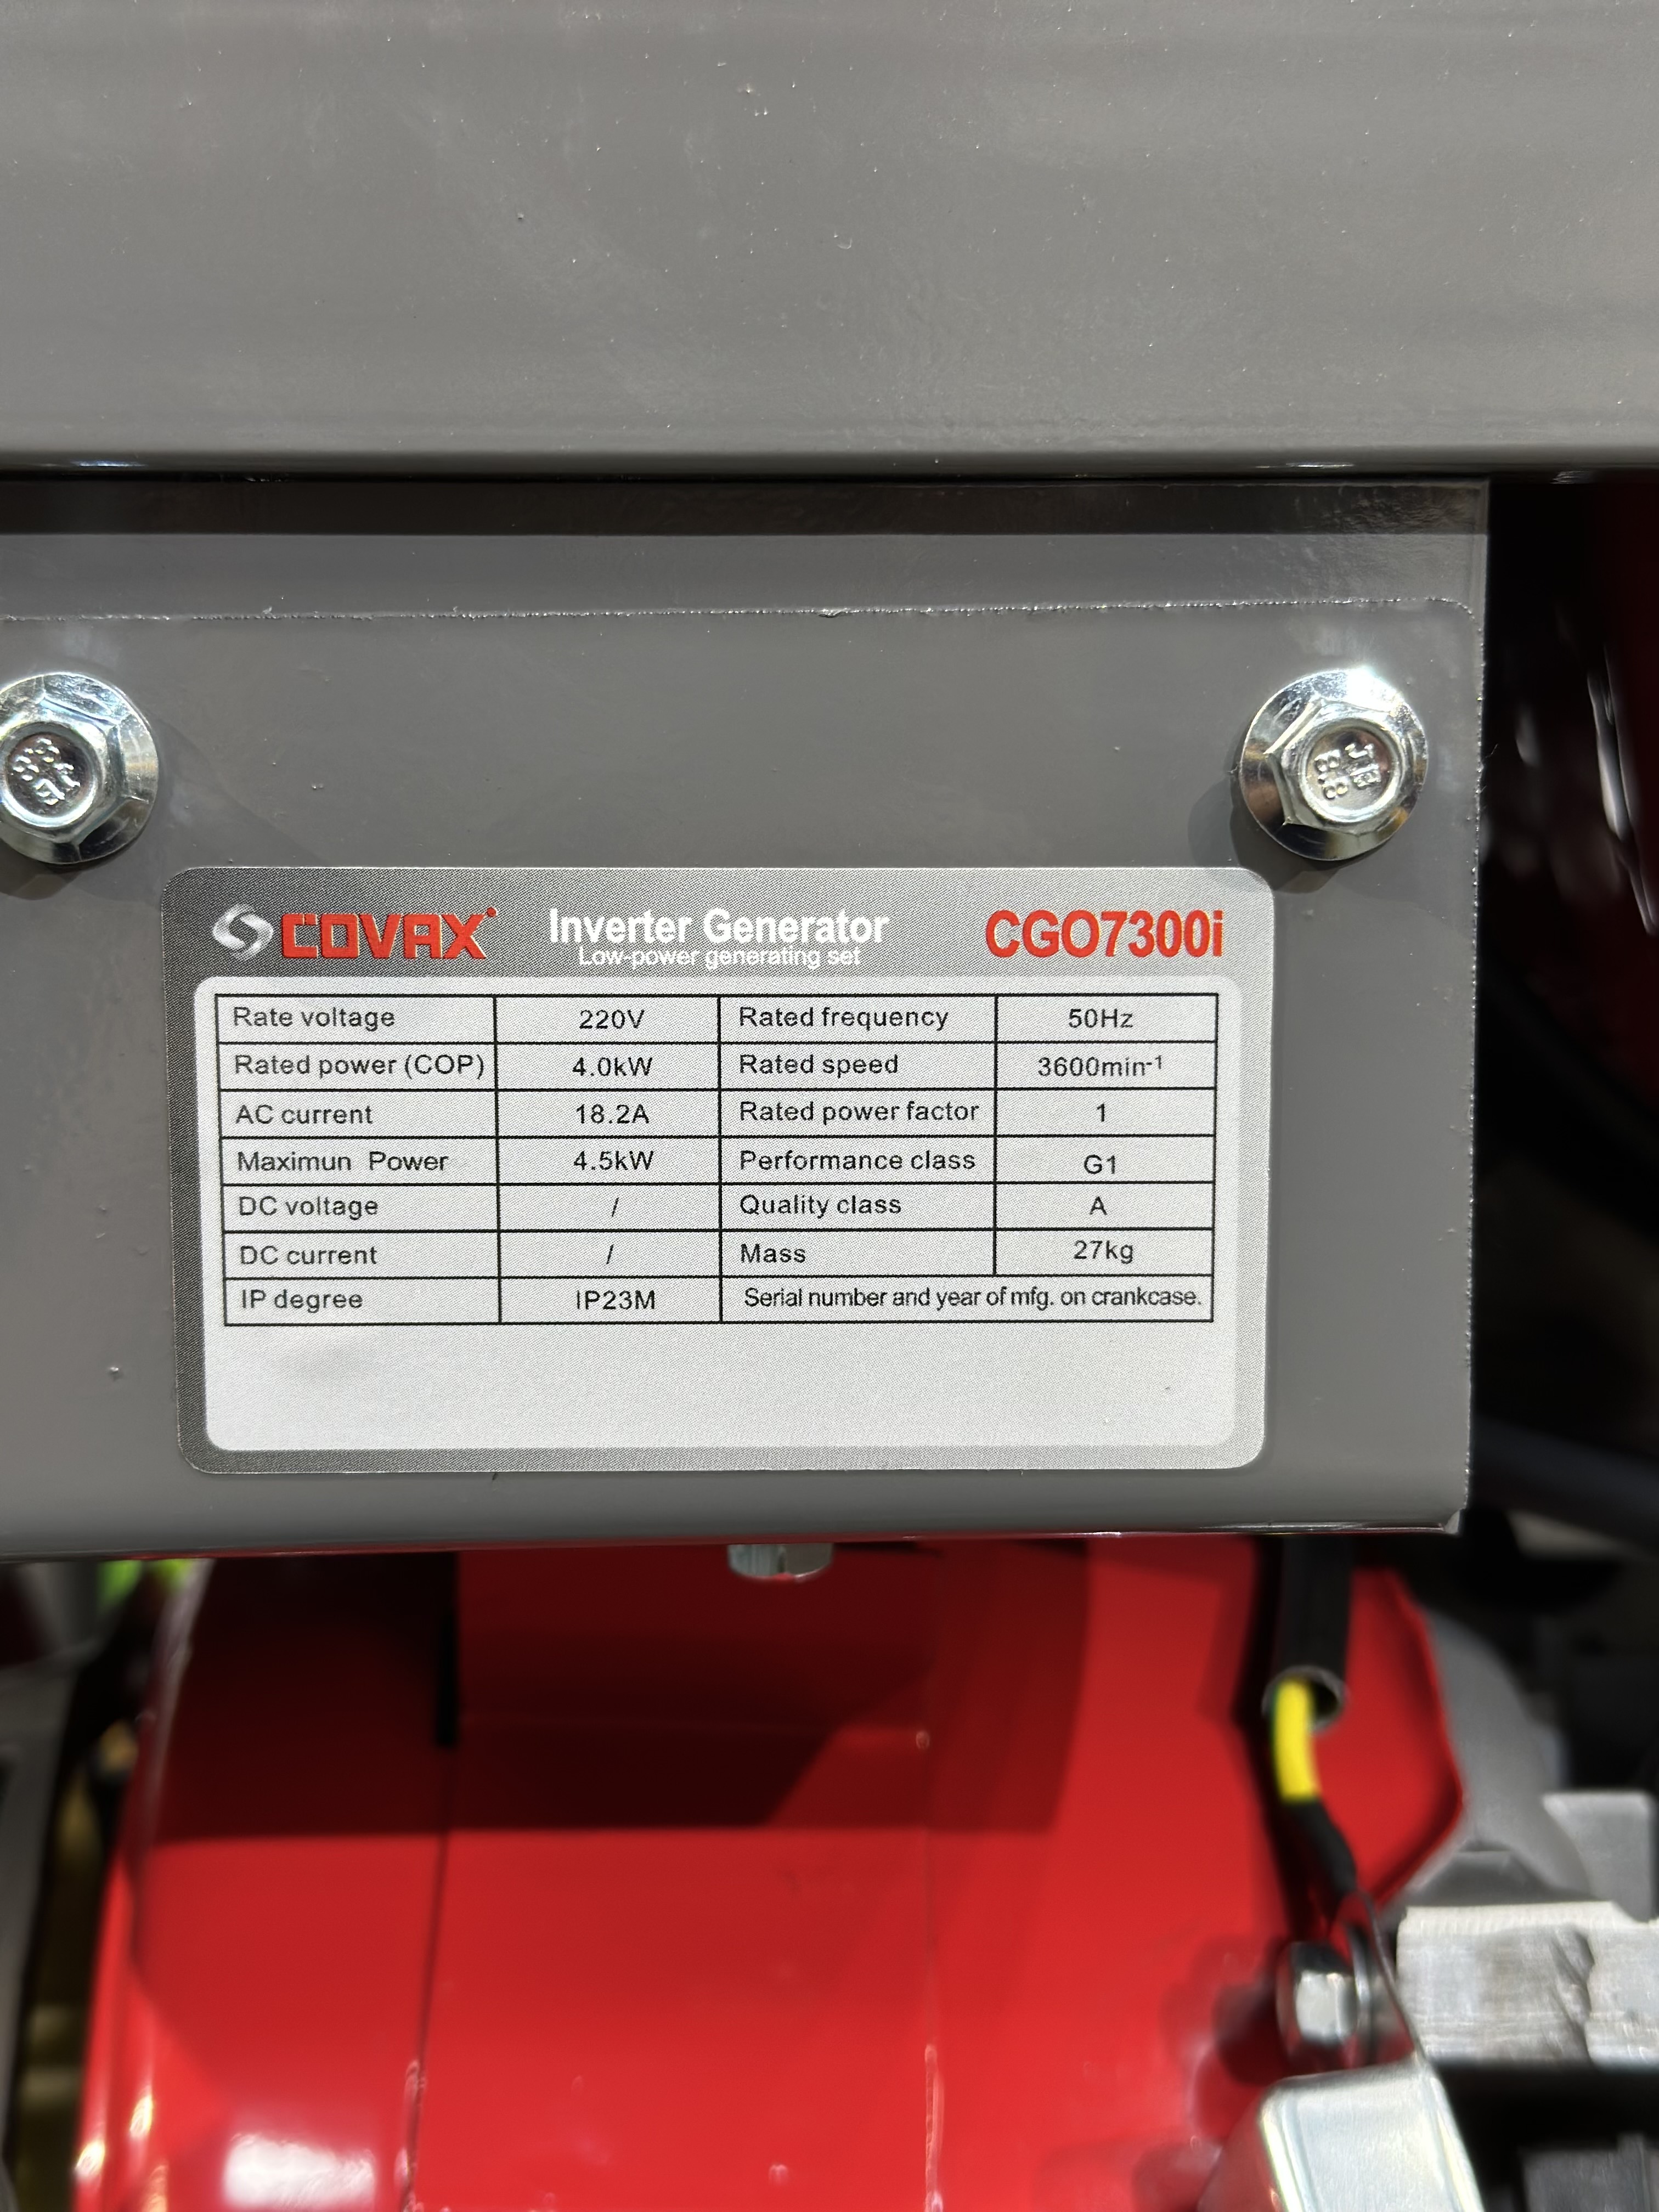 JB
8.8
COVAX Inverter Generator CGO7300i
Low-power generating set
Rate voltage 220V Rated frequency 50Hz
Rated power (COP) 4.0kW Rated speed 3600min-1
AC current 18.2A Rated power factor 1
Maximun Power 4.5kW Performance class G1
DC voltage / Quality class A
DC current / Mass 27kg
IP degree IP23M Serial number and year of mfg. on crankcase.